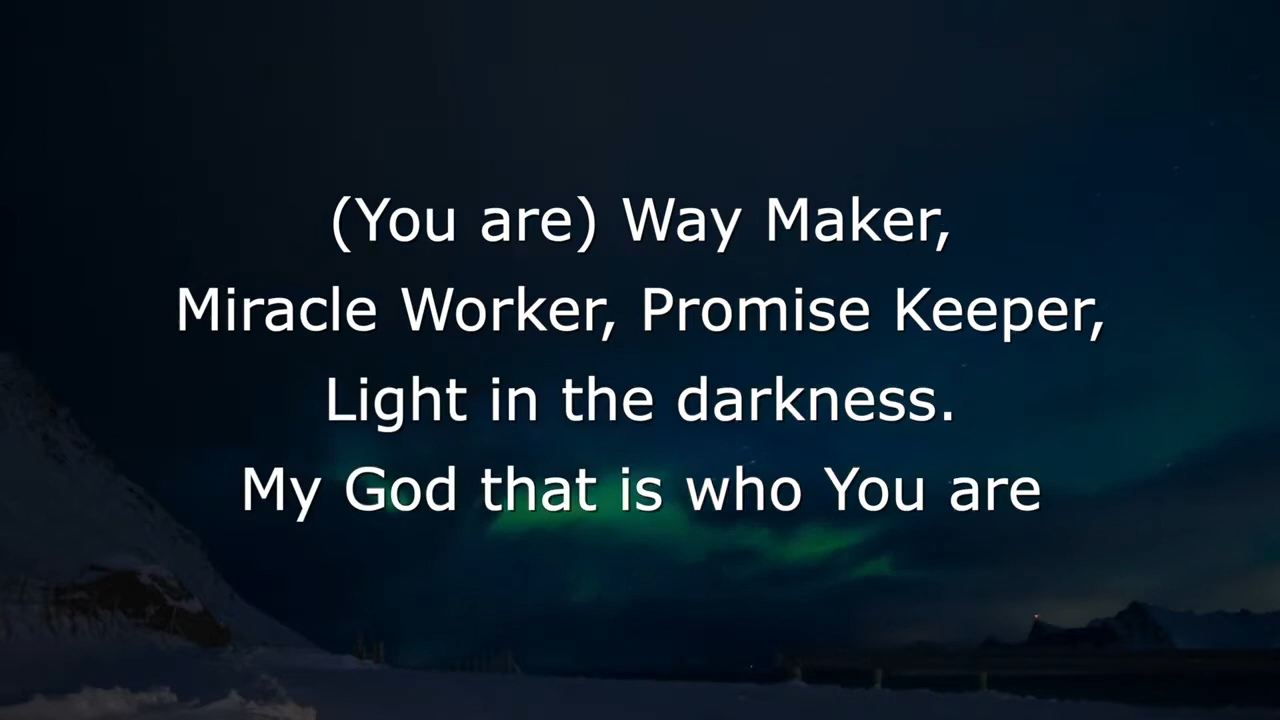 (You are) Way Maker,
Miracle Worker, Promise Keeper,
Light in the darkness.
My God that is who You are